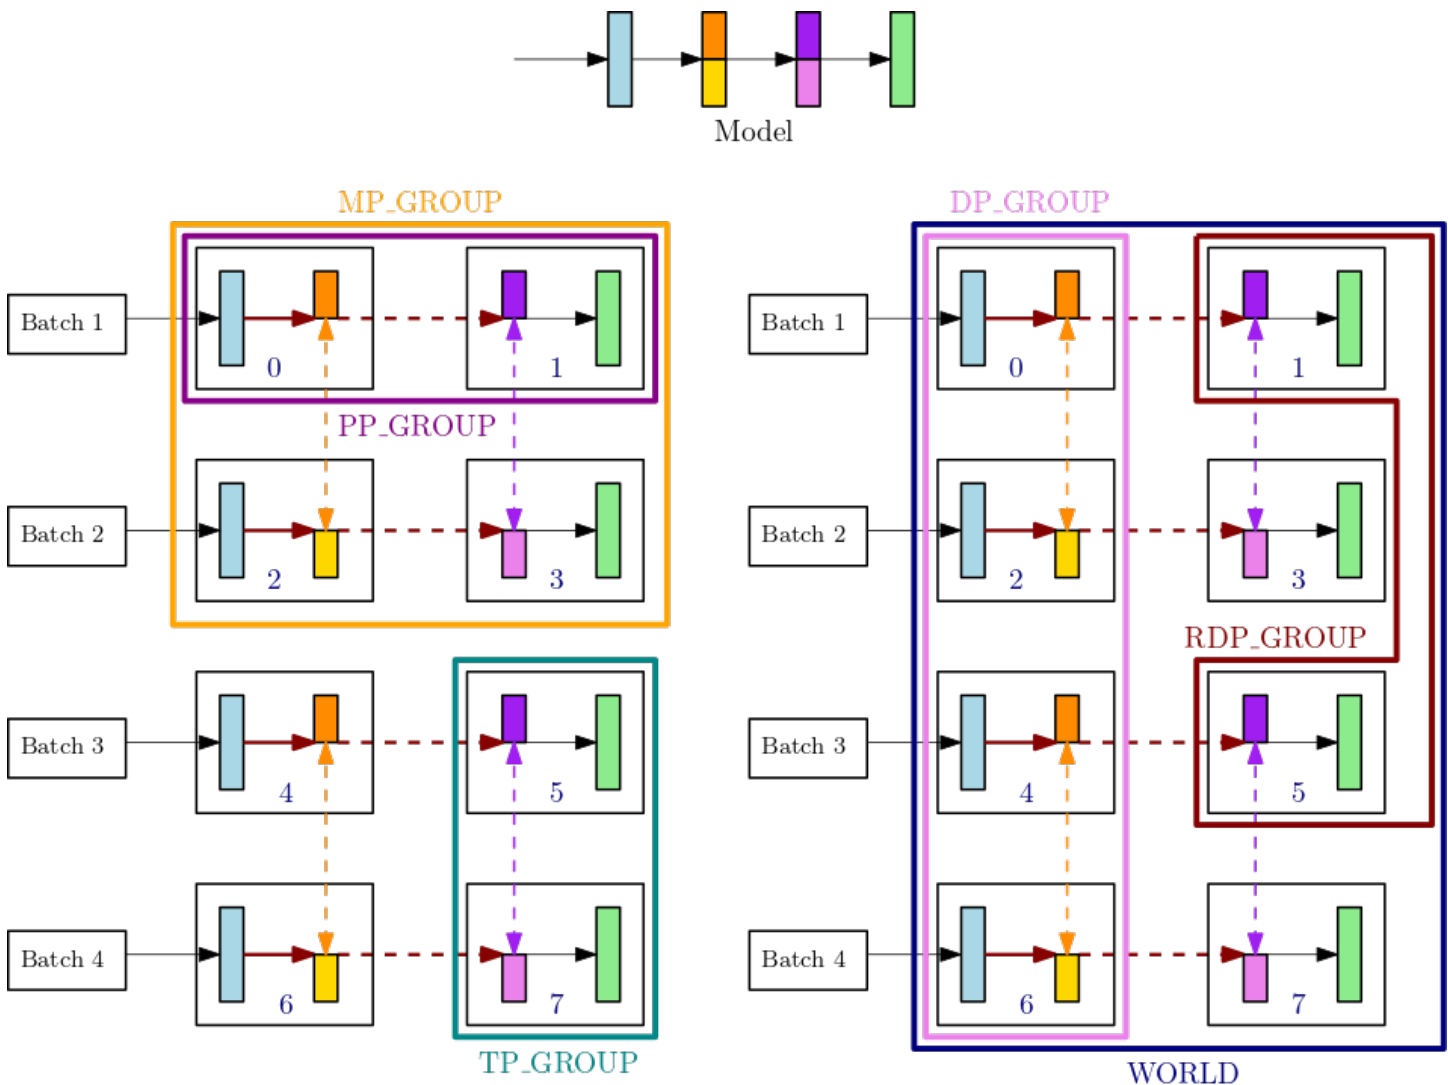 Model
MP_GROUP
Batch 1
0
1
PP_GROUP
Batch 2
2
3
Batch 3
4
5
Batch 4
6
7
TP_GROUP
DP_GROUP
Batch 1
0
1
Batch 2
2
3
RDP_GROUP
Batch 3
4
5
Batch 4
6
7
WORLD